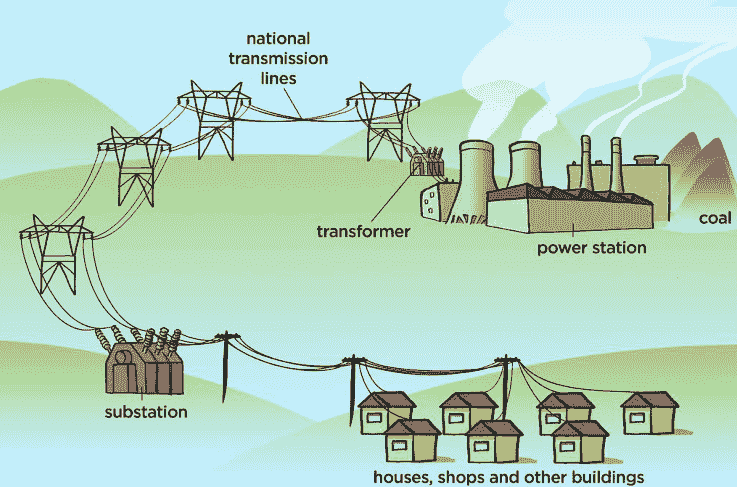 national
transmission
lines
transformer
power station
coal
substation
houses, shops and other buildings